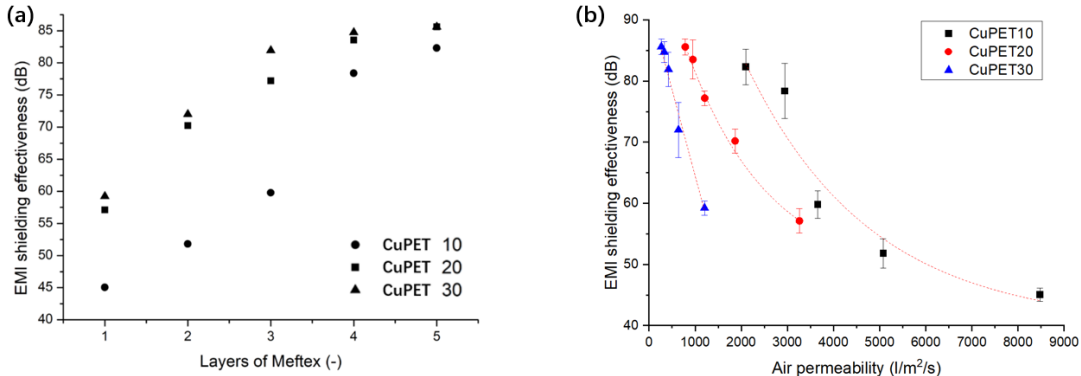 (a)
EMI shielding effectiveness (dB)
85
80
75
70
65
60
55
50
45
40
1 2 3 4 5
Layers of Meftex (-)
CuPET 10
CuPET 20
CuPET 30
(b)
EMI shielding effectiveness (dB)
90
80
70
60
50
40
0 1000 2000 3000 4000 5000 6000 7000 8000 9000
Air permeability (l/m²/s)
CuPET10
CuPET20
CuPET30